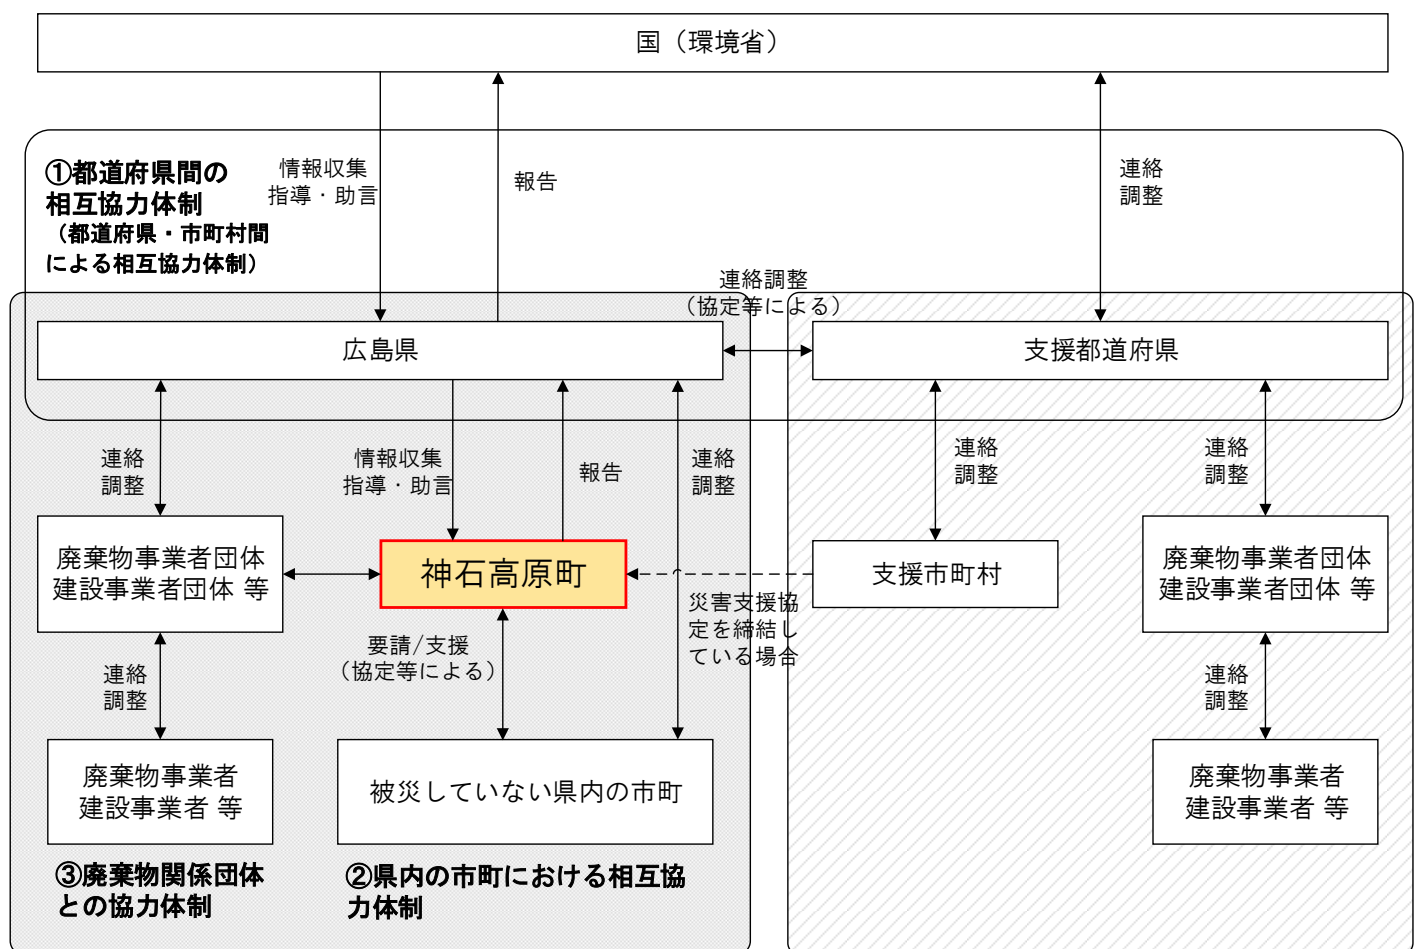 国（環境省）
①都道府県間の
相互協力体制
（都道府県・市町村間
による相互協力体制）
情報収集
指導・助言
報告
連絡
調整
連絡調整
（協定等による）
広島県
支援都道府県
連絡
調整
情報収集
指導・助言
報告
連絡
調整
連絡
調整
連絡
調整
廃棄物事業者団体
建設事業者団体 等
神石高原町
支援市町村
廃棄物事業者団体
建設事業者団体 等
災害支援協
定を締結し
ている場合
要請/支援
（協定等による）
連絡
調整
連絡
調整
廃棄物事業者
建設事業者 等
被災していない県内の市町
廃棄物事業者
建設事業者 等
③廃棄物関係団体
との協力体制
②県内の市町における相互協
力体制